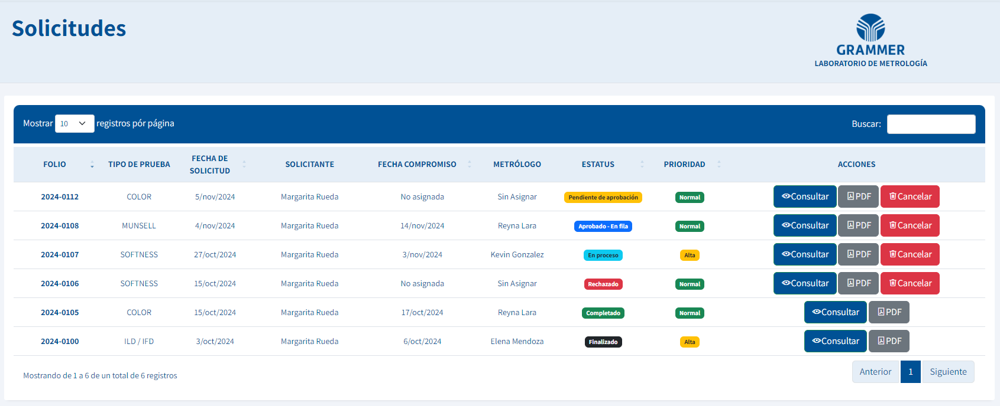 Solicitudes
GRAMMER
LABORATORIO DE METROLOGÍA
Mostrar 10 registros pór página Buscar:
FOLIO TIPO DE PRUEBA FECHA DE SOLICITUD SOLICITANTE FECHA COMPROMISO METRÓLOGO ESTATUS PRIORIDAD ACCIONES
2024-0112 COLOR 5/nov/2024 Margarita Rueda No asignada Sin Asignar Pendiente de aprobación Normal Consultar PDF Cancelar
2024-0108 MUNSELL 4/nov/2024 Margarita Rueda 14/nov/2024 Reyna Lara Aprobado - En fila Normal Consultar PDF Cancelar
2024-0107 SOFTNESS 27/oct/2024 Margarita Rueda 3/nov/2024 Kevin Gonzalez En proceso Alta Consultar PDF Cancelar
2024-0106 SOFTNESS 15/oct/2024 Margarita Rueda No asignada Sin Asignar Rechazado Normal Consultar PDF Cancelar
2024-0105 COLOR 15/oct/2024 Margarita Rueda 17/oct/2024 Reyna Lara Completado Normal Consultar PDF
2024-0100 ILD / IFD 3/oct/2024 Margarita Rueda 6/oct/2024 Elena Mendoza Finalizado Alta Consultar PDF
Mostrando de 1 a 6 de un total de 6 registros Anterior 1 Siguiente